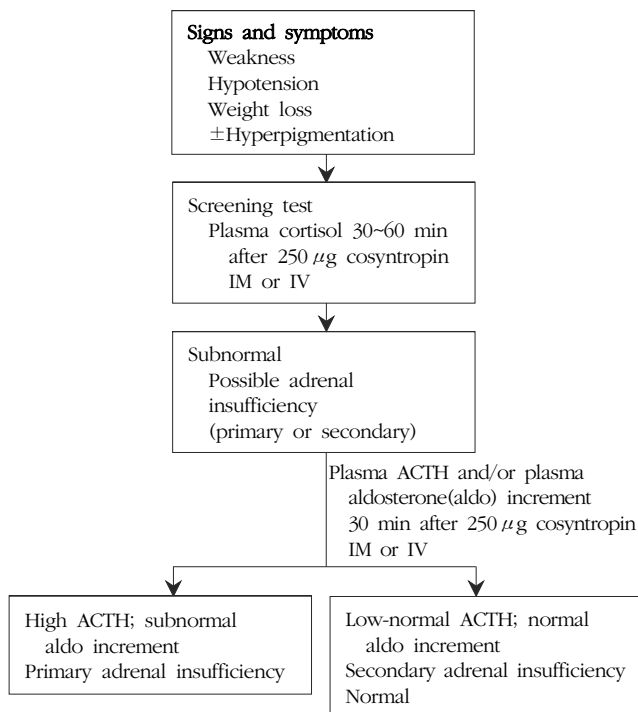 Signs and symptoms
Weakness
Hypotension
Weight loss
±Hyperpigmentation
Screening test
Plasma cortisol 30~60 min
after 250 μg cosyntropin
IM or IV
Subnormal
Possible adrenal
insufficiency
(primary or secondary)
Plasma ACTH and/or plasma
aldosterone(aldo) increment
30 min after 250 μg cosyntropin
IM or IV
High ACTH; subnormal
aldo increment
Primary adrenal insufficiency
Low-normal ACTH; normal
aldo increment
Secondary adrenal insufficiency
Normal